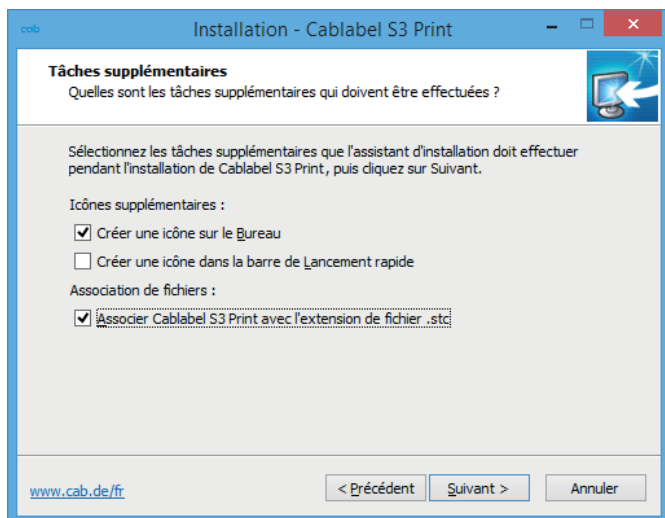 cab
Installation - Cablabel S3 Print
Tâches supplémentaires
Quelles sont les tâches supplémentaires qui doivent être effectuées ?
Sélectionnez les tâches supplémentaires que l'assistant d'installation doit effectuer
pendant l'installation de Cablabel S3 Print, puis cliquez sur Suivant.
Icônes supplémentaires :
Créer une icône sur le Bureau
Créer une icône dans la barre de Lancement rapide
Association de fichiers :
Associer Cablabel S3 Print avec l'extension de fichier .stc
www.cab.de/fr
< Précédent
Suivant >
Annuler